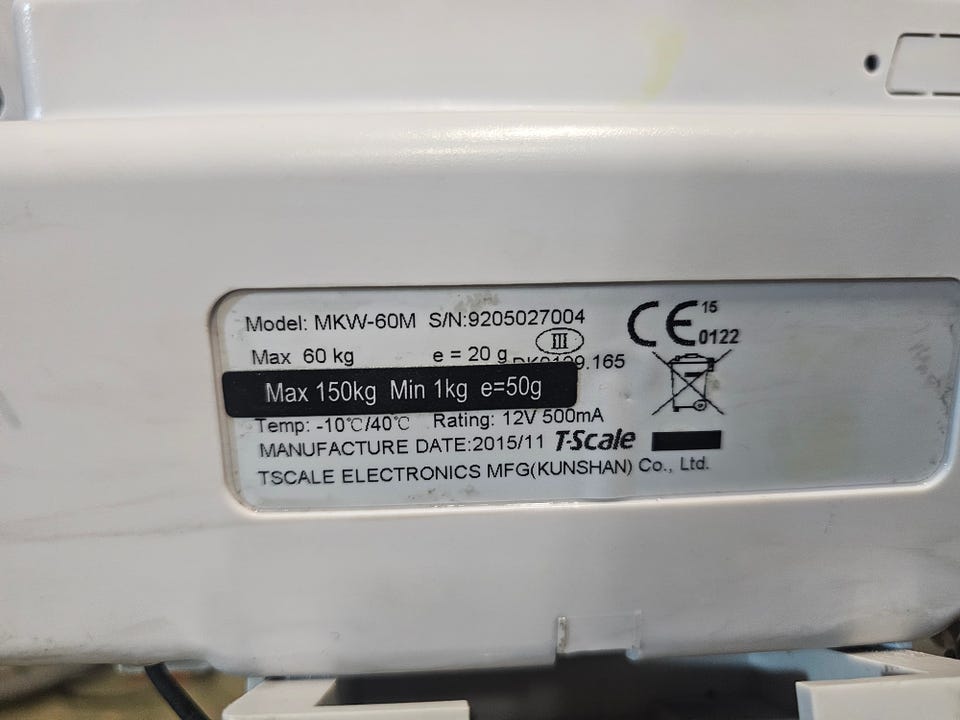 Model: MKW-60M S/N:9205027004
CE 15 0122
III
Max 60 kg e = 20 g
.165
Max 150kg Min 1kg e=50g
Temp: -10℃/40℃ Rating: 12V 500mA
MANUFACTURE DATE:2015/11 T-Scale
TSCALE ELECTRONICS MFG(KUNSHAN) Co., Ltd.